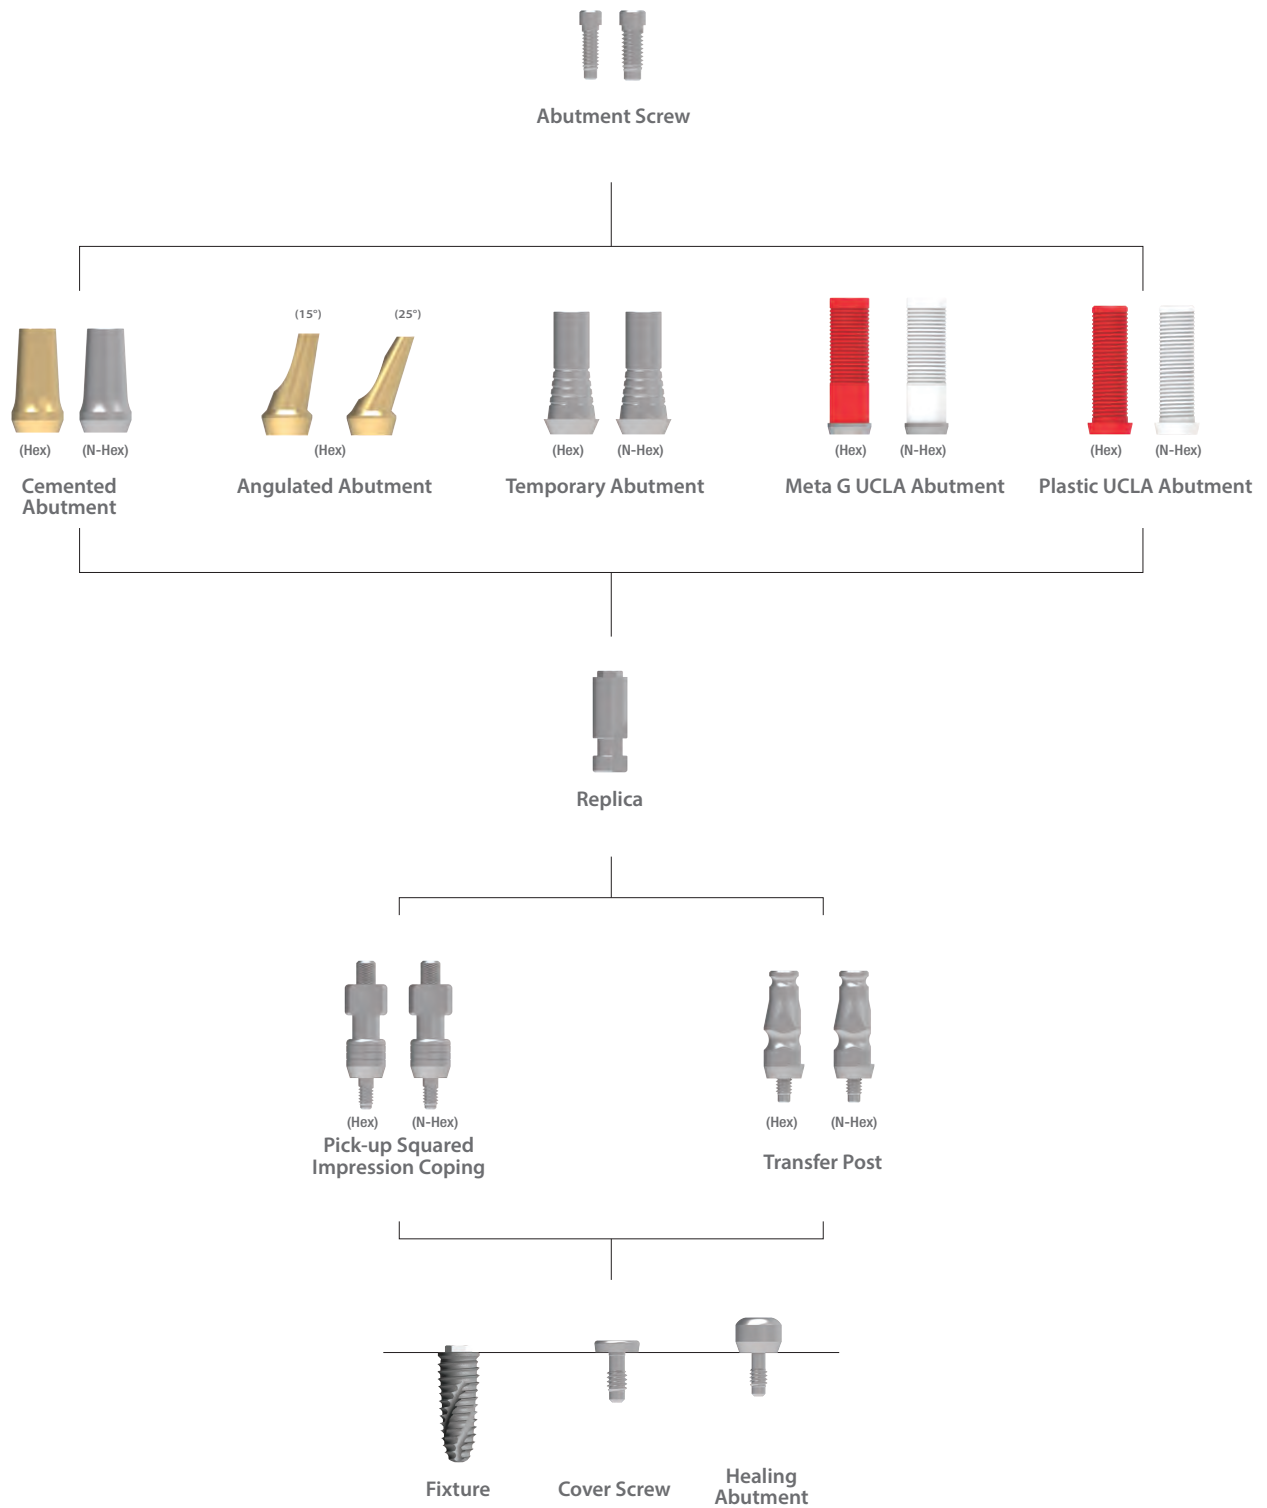 Abutment Screw
(15°)
(25°)
(Hex)
(N-Hex)
(Hex)
(Hex)
(N-Hex)
(Hex)
(N-Hex)
(Hex)
(N-Hex)
Cemented
Abutment
Angulated Abutment
Temporary Abutment
Meta G UCLA Abutment
Plastic UCLA Abutment
Replica
(Hex)
(N-Hex)
Pick-up Squared
Impression Coping
(Hex)
(N-Hex)
Transfer Post
Fixture
Cover Screw
Healing
Abutment